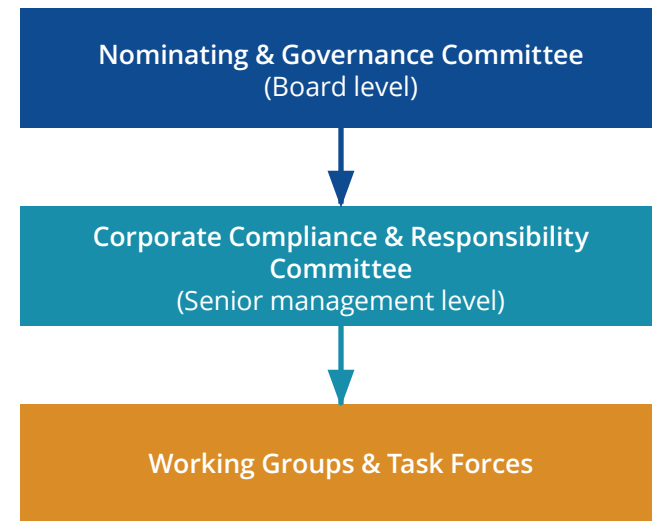 Nominating & Governance Committee
(Board level)
Corporate Compliance & Responsibility
Committee
(Senior management level)
Working Groups & Task Forces